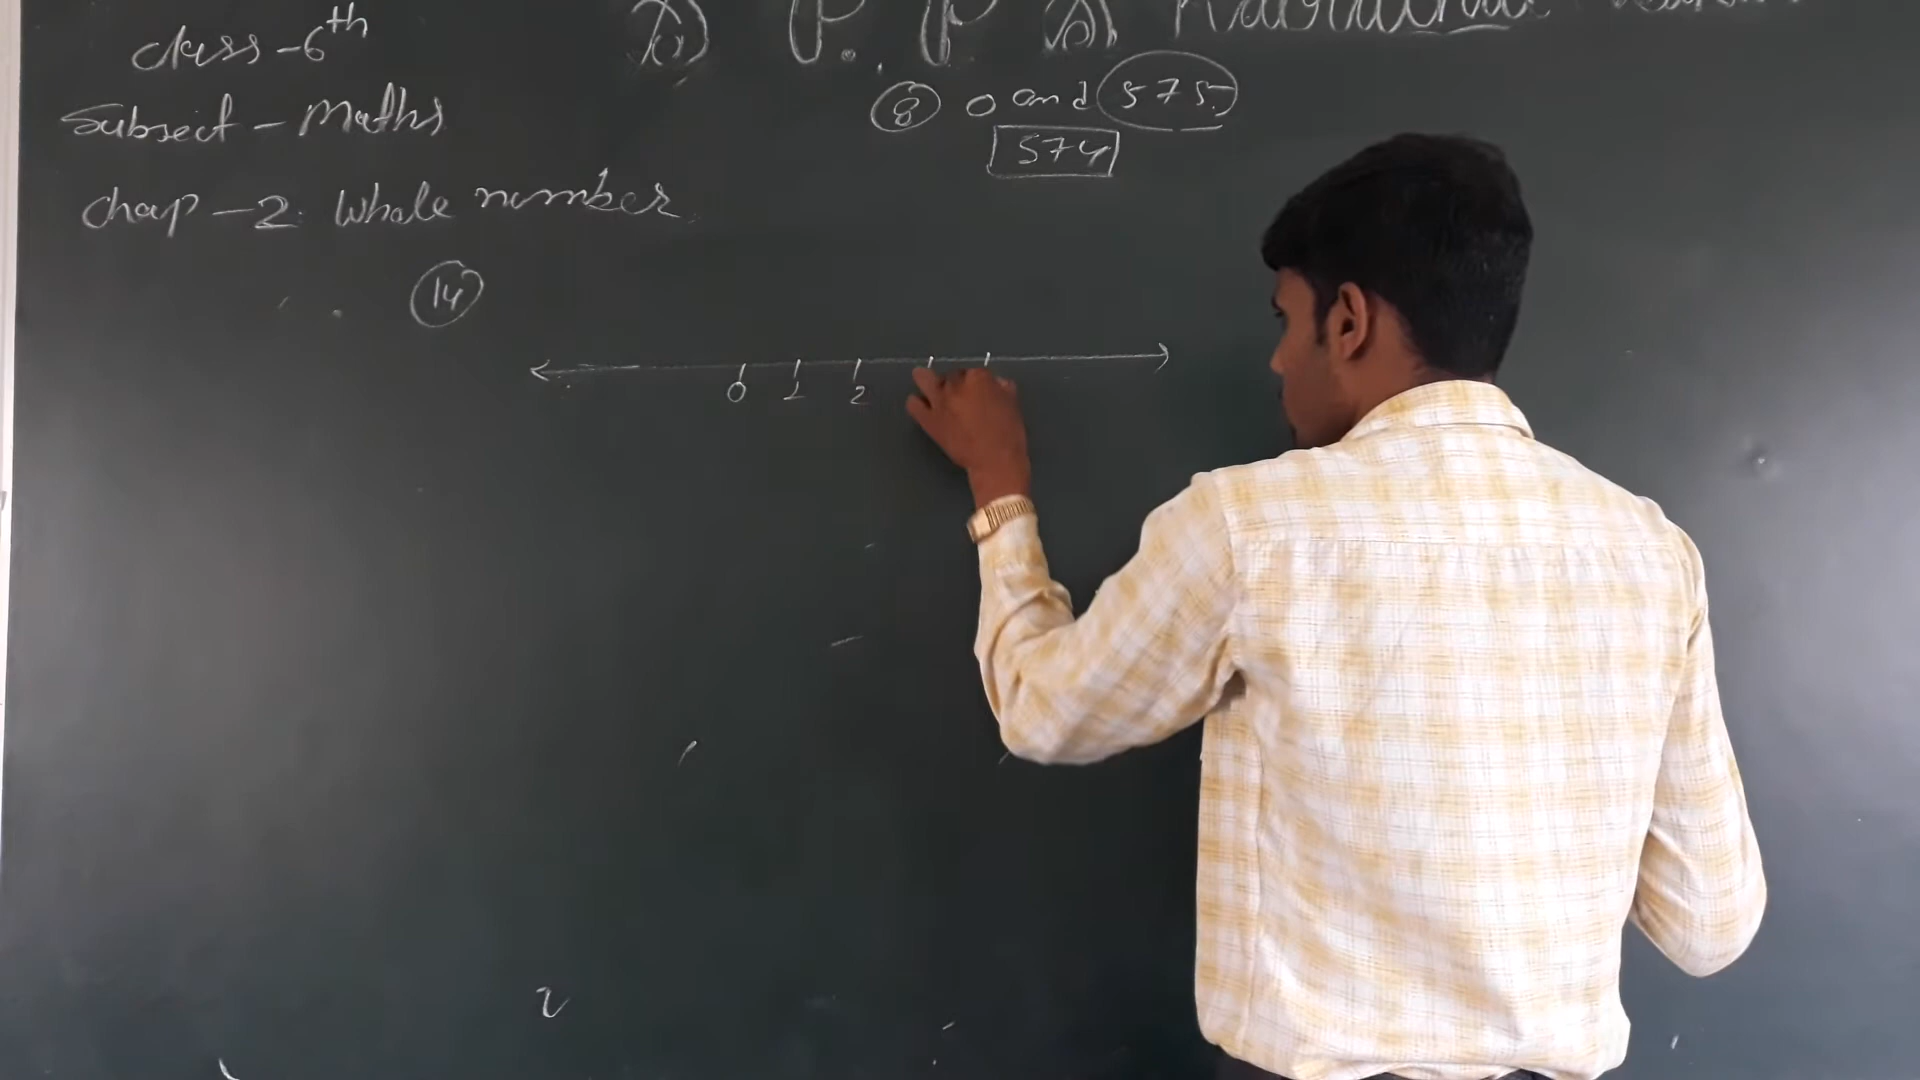 Class - 6th
Subject - Maths
Chap - 2. Whole number
8 0 and 575
574
14
0 1 2